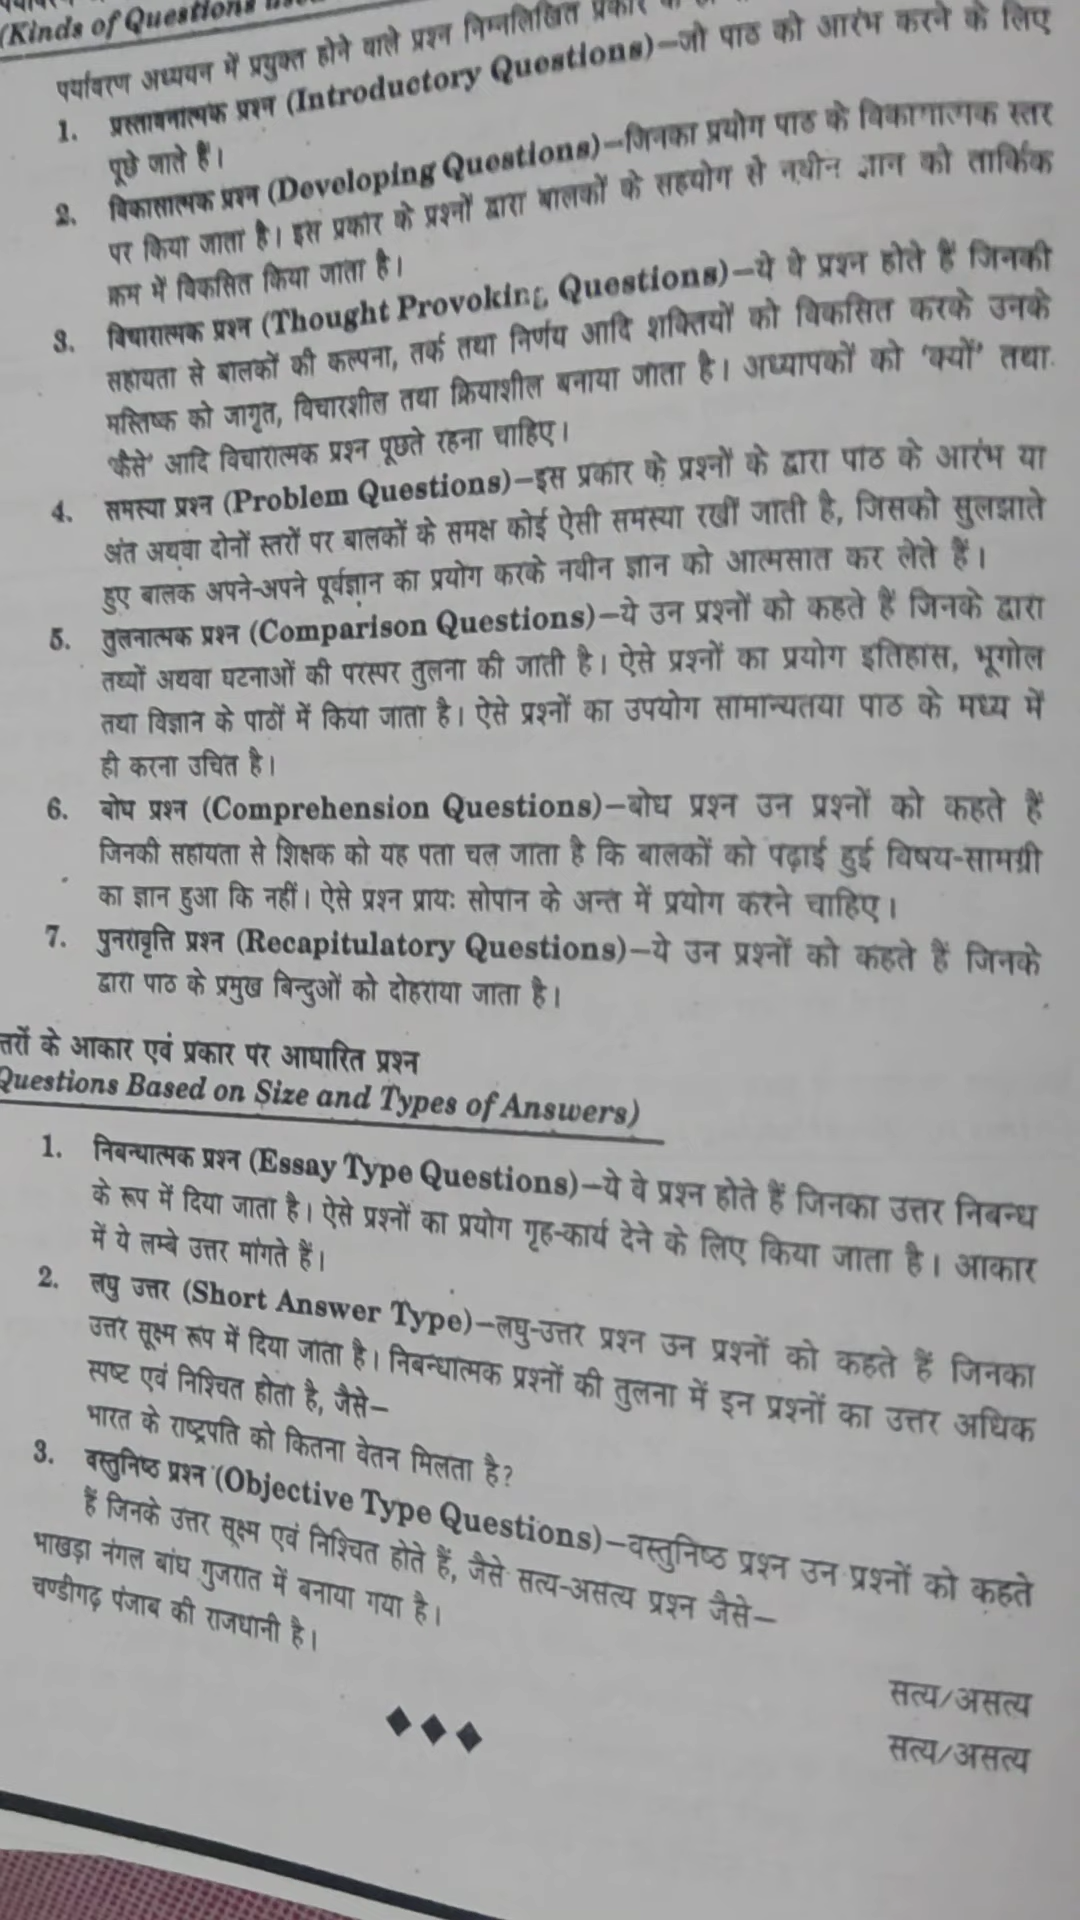 (Kinds of Questions
पर्यावरण अध्ययन में प्रयुक्त होने वाले प्रश्न निम्नलिखित प्रकार
1. प्रस्तावनात्मक प्रश्न (Introductory Questions)–जो पाठ को आरंभ करने के लिए
पूछे जाते हैं।
2. विकासात्मक प्रश्न (Developing Questions)–जिनका प्रयोग पाठ के विकासात्मक स्तर
पर किया जाता है। इस प्रकार के प्रश्नों द्वारा बालकों के सहयोग से नवीन ज्ञान को तार्किक
क्रम में विकसित किया जाता है।
3. विचारात्मक प्रश्न (Thought Provoking Questions)–ये वे प्रश्न होते हैं जिनकी
सहायता से बालकों की कल्पना, तर्क तथा निर्णय आदि शक्तियों को विकसित करके उनके
मस्तिष्क को जागृत, विचारशील तथा क्रियाशील बनाया जाता है। अध्यापकों को 'क्यों' तथा
'कैसे' आदि विचारात्मक प्रश्न पूछते रहना चाहिए।
4. समस्या प्रश्न (Problem Questions)–इस प्रकार के प्रश्नों के द्वारा पाठ के आरंभ या
अंत अथवा दोनों स्तरों पर बालकों के समक्ष कोई ऐसी समस्या रखीं जाती है, जिसको सुलझाते
हुए बालक अपने-अपने पूर्वज्ञान का प्रयोग करके नवीन ज्ञान को आत्मसात कर लेते हैं।
5. तुलनात्मक प्रश्न (Comparison Questions)–ये उन प्रश्नों को कहते हैं जिनके द्वारा
तथ्यों अथवा घटनाओं की परस्पर तुलना की जाती है। ऐसे प्रश्नों का प्रयोग इतिहास, भूगोल
तथा विज्ञान के पाठों में किया जाता है। ऐसे प्रश्नों का उपयोग सामान्यतया पाठ के मध्य में
ही करना उचित है।
6. बोध प्रश्न (Comprehension Questions)–बोध प्रश्न उन प्रश्नों को कहते हैं
जिनकी सहायता से शिक्षक को यह पता चल जाता है कि बालकों को पढ़ाई हुई विषय-सामग्री
का ज्ञान हुआ कि नहीं। ऐसे प्रश्न प्रायः सोपान के अन्त में प्रयोग करने चाहिए।
7. पुनरावृत्ति प्रश्न (Recapitulatory Questions)–ये उन प्रश्नों को कहते हैं जिनके
द्वारा पाठ के प्रमुख बिन्दुओं को दोहराया जाता है।
त्तरों के आकार एवं प्रकार पर आधारित प्रश्न
Questions Based on Size and Types of Answers)
1. निबन्धात्मक प्रश्न (Essay Type Questions)–ये वे प्रश्न होते हैं जिनका उत्तर निबन्ध
के रूप में दिया जाता है। ऐसे प्रश्नों का प्रयोग गृह-कार्य देने के लिए किया जाता है। आकार
में ये लम्बे उत्तर मांगते हैं।
2. लघु उत्तर (Short Answer Type)–लघु-उत्तर प्रश्न उन प्रश्नों को कहते हैं जिनका
उत्तर सूक्ष्म रूप में दिया जाता है। निबन्धात्मक प्रश्नों की तुलना में इन प्रश्नों का उत्तर अधिक
स्पष्ट एवं निश्चित होता है, जैसे–
भारत के राष्ट्रपति को कितना वेतन मिलता है?
3. वस्तुनिष्ठ प्रश्न (Objective Type Questions)–वस्तुनिष्ठ प्रश्न उन प्रश्नों को कहते
हैं जिनके उत्तर सूक्ष्म एवं निश्चित होते हैं, जैसे सत्य-असत्य प्रश्न जैसे–
भाखड़ा नंगल बांध गुजरात में बनाया गया है।
चण्डीगढ़ पंजाब की राजधानी है।
सत्य/असत्य
सत्य/असत्य